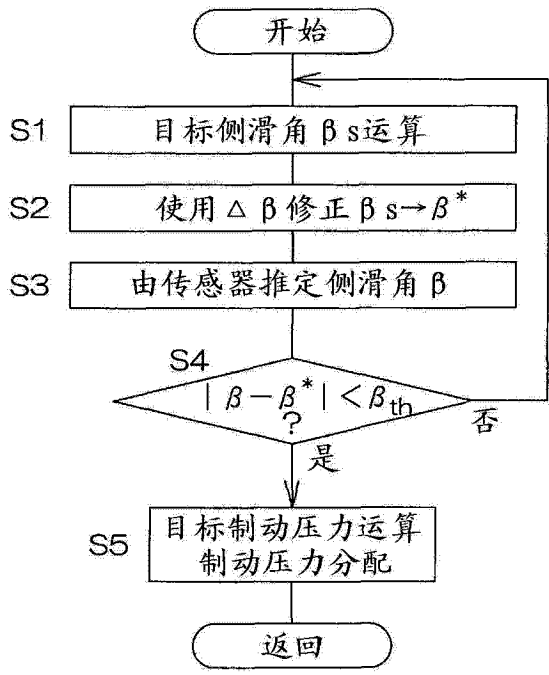 开始
S1
目标侧滑角βs运算
S2
使用△β修正βs→β*
S3
由传感器推定侧滑角β
S4
|β-β*|<βth
?
否
是
S5
目标制动压力运算
制动压力分配
返回